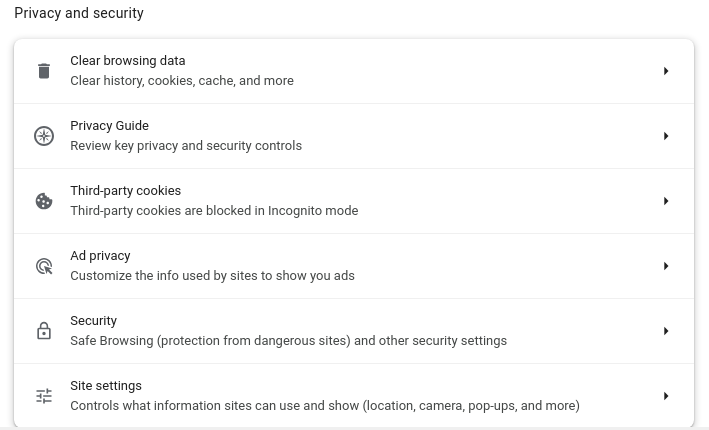 Privacy and security
Clear browsing data
Clear history, cookies, cache, and more
Privacy Guide
Review key privacy and security controls
Third-party cookies
Third-party cookies are blocked in Incognito mode
Ad privacy
Customize the info used by sites to show you ads
Security
Safe Browsing (protection from dangerous sites) and other security settings
Site settings
Controls what information sites can use and show (location, camera, pop-ups, and more)